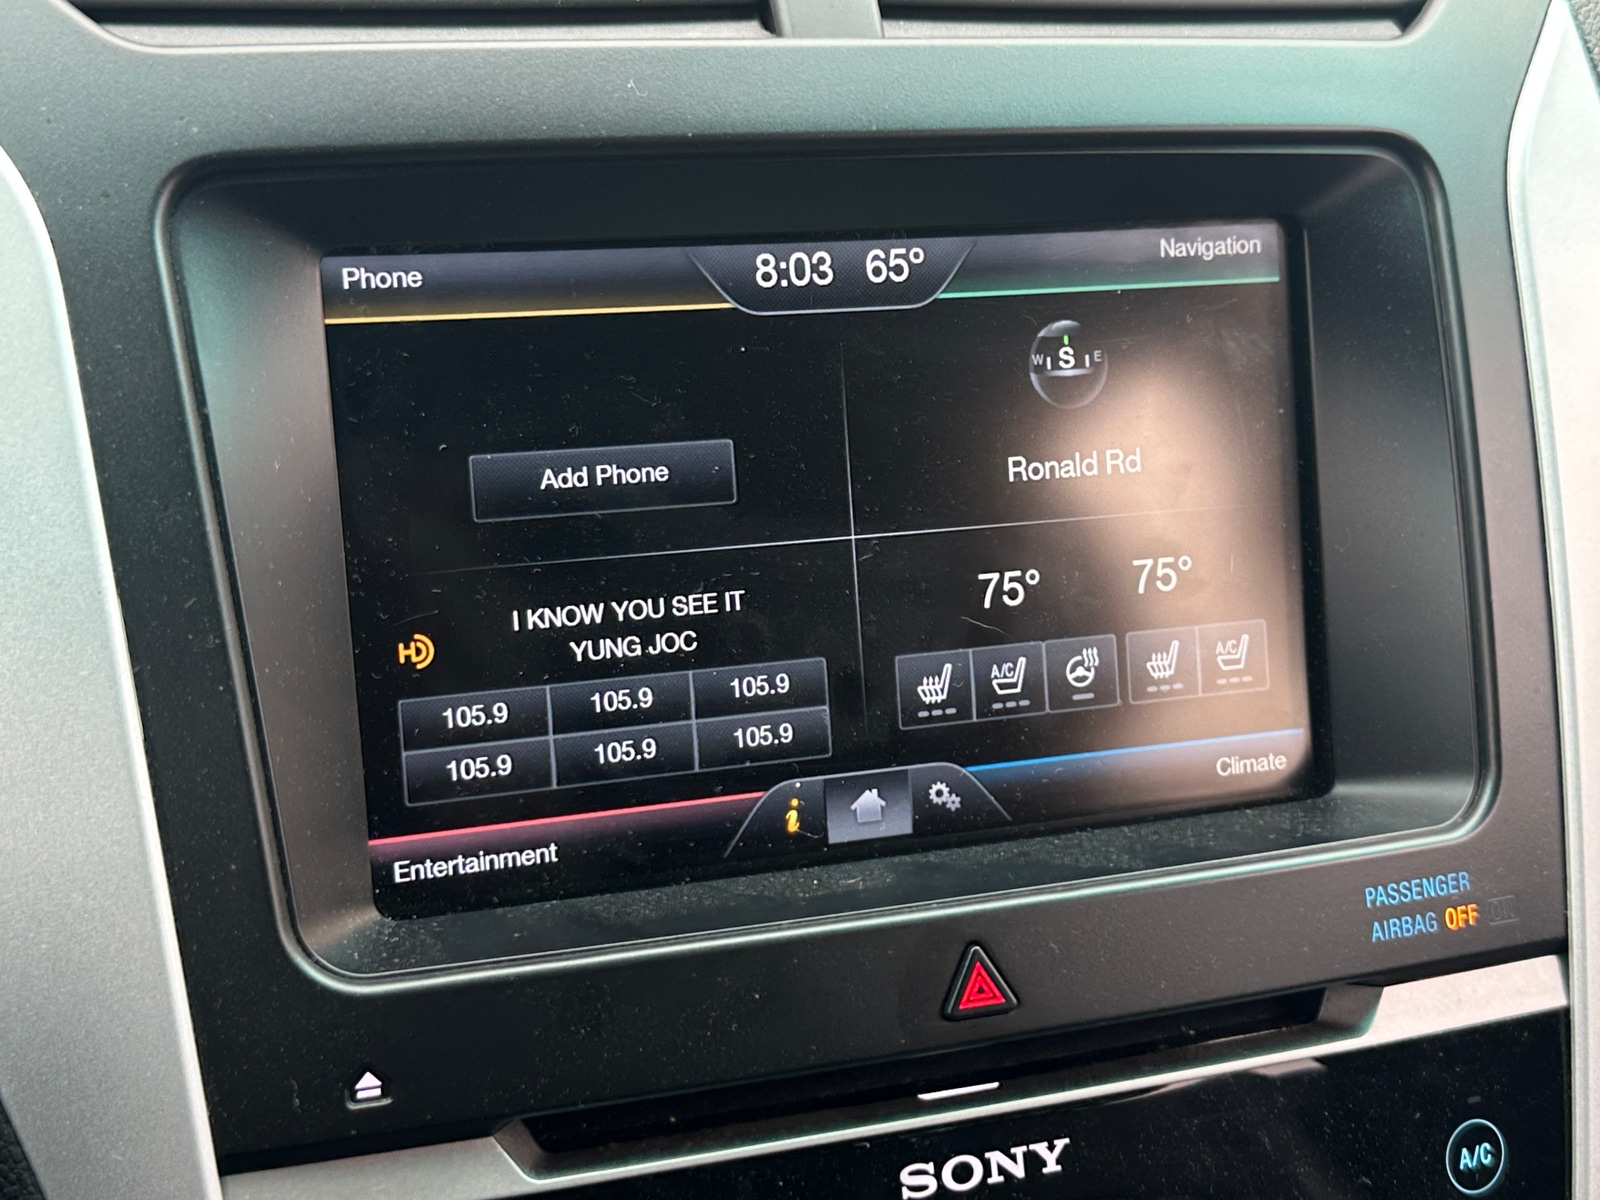 Phone
8:03 65°
Navigation
W S E
Add Phone
Ronald Rd
I KNOW YOU SEE IT
YUNG JOC
HD
105.9 105.9 105.9
105.9 105.9 105.9
75° 75°
A/C A/C
i
Climate
Entertainment
PASSENGER
AIRBAG OFF ON
SONY
A/C